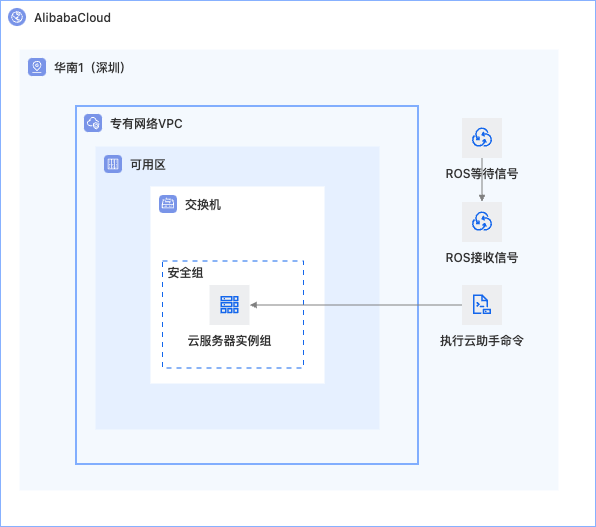 AlibabaCloud
华南1（深圳）
专有网络VPC
可用区
交换机
安全组
云服务器实例组
ROS等待信号
ROS接收信号
执行云助手命令